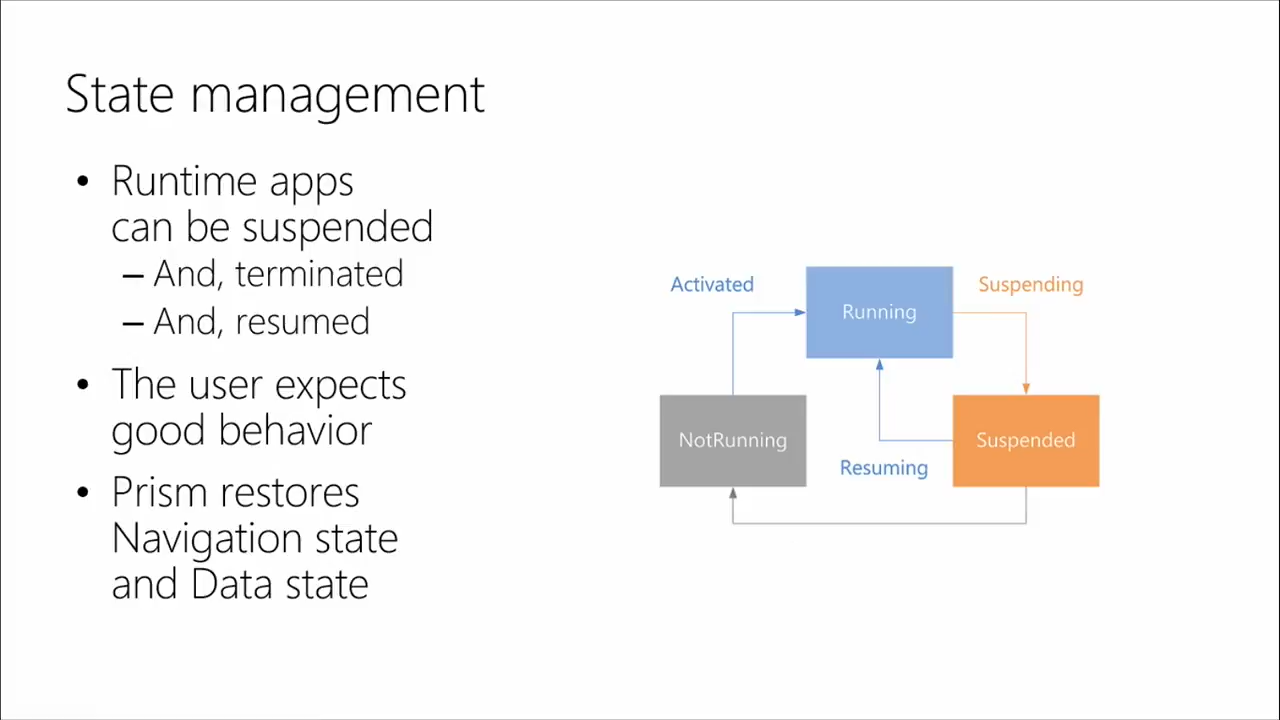 State management
• Runtime apps
can be suspended
– And, terminated
– And, resumed
• The user expects
good behavior
• Prism restores
Navigation state
and Data state
Activated
Running
Suspending
NotRunning
Suspended
Resuming